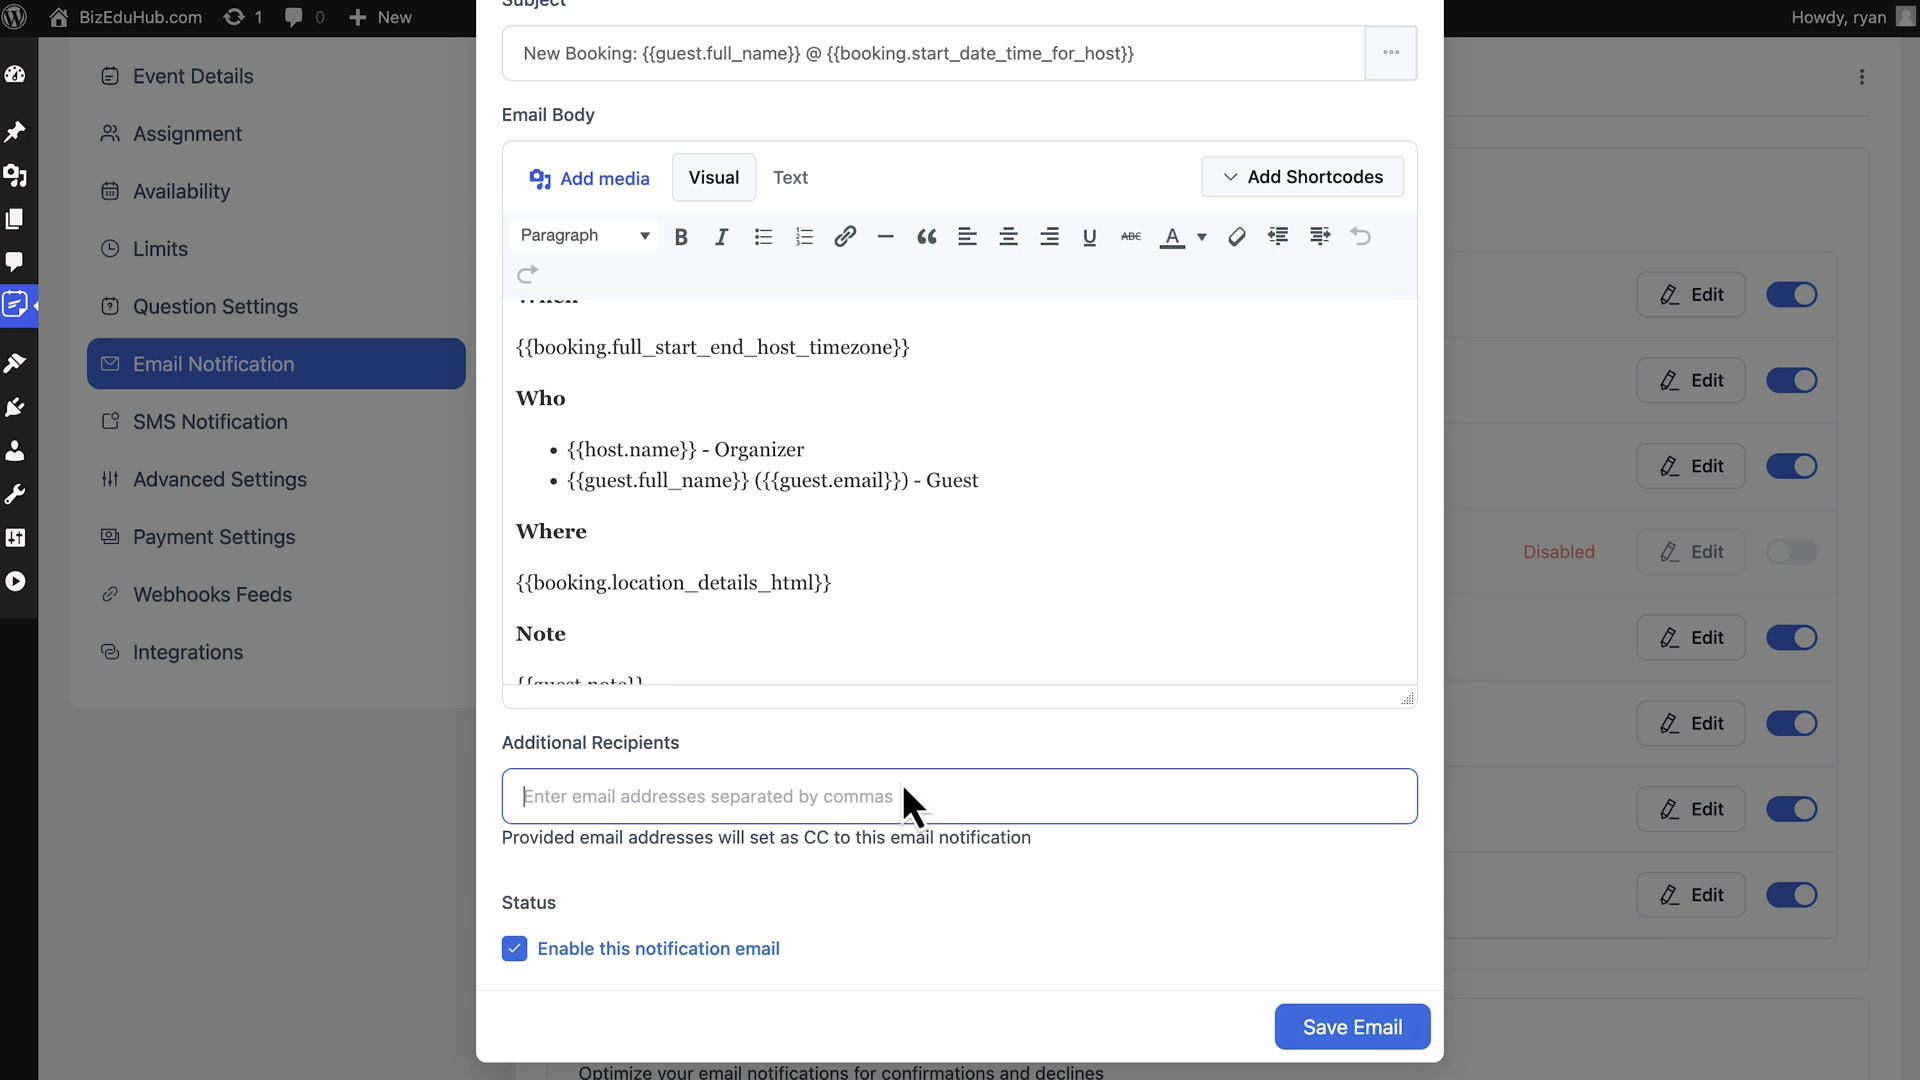 BizEduHub.com
1
0
New
Howdy, ryan
Event Details
Assignment
Availability
Limits
Question Settings
Email Notification
SMS Notification
Advanced Settings
Payment Settings
Webhooks Feeds
Integrations
Subject
New Booking: {{guest.full_name}} @ {{booking.start_date_time_for_host}}
Email Body
Add media
Visual
Text
Add Shortcodes
Paragraph
B
I
U
ABC
A
When
{{booking.full_start_end_host_timezone}}
Who
• {{host.name}} - Organizer
• {{guest.full_name}} ({{guest.email}}) - Guest
Where
{{booking.location_details_html}}
Note
{{guest.note}}
Additional Recipients
Enter email addresses separated by commas
Provided email addresses will set as CC to this email notification
Status
Enable this notification email
Save Email
Edit
Edit
Edit
Disabled
Edit
Edit
Edit
Edit
Edit
Optimize your email notifications for confirmations and declines